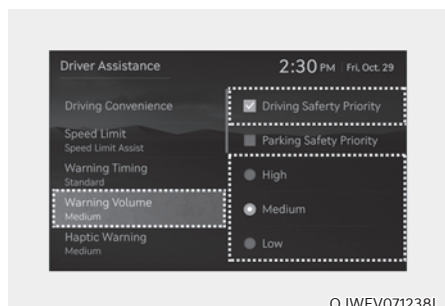 Driver Assistance
2:30 PM Fri, Oct. 29
Driving Convenience
Speed Limit
Speed Limit Assist
Warning Timing
Standard
Warning Volume
Medium
Haptic Warning
Medium
Driving Saferty Priority
Parking Safety Priority
High
Medium
Low
OJWEV071238L